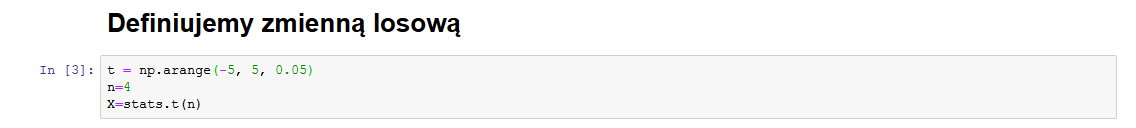 Definiujemy zmienną losową
In [3]: t = np.arange(-5, 5, 0.05)
n=4
X=stats.t(n)